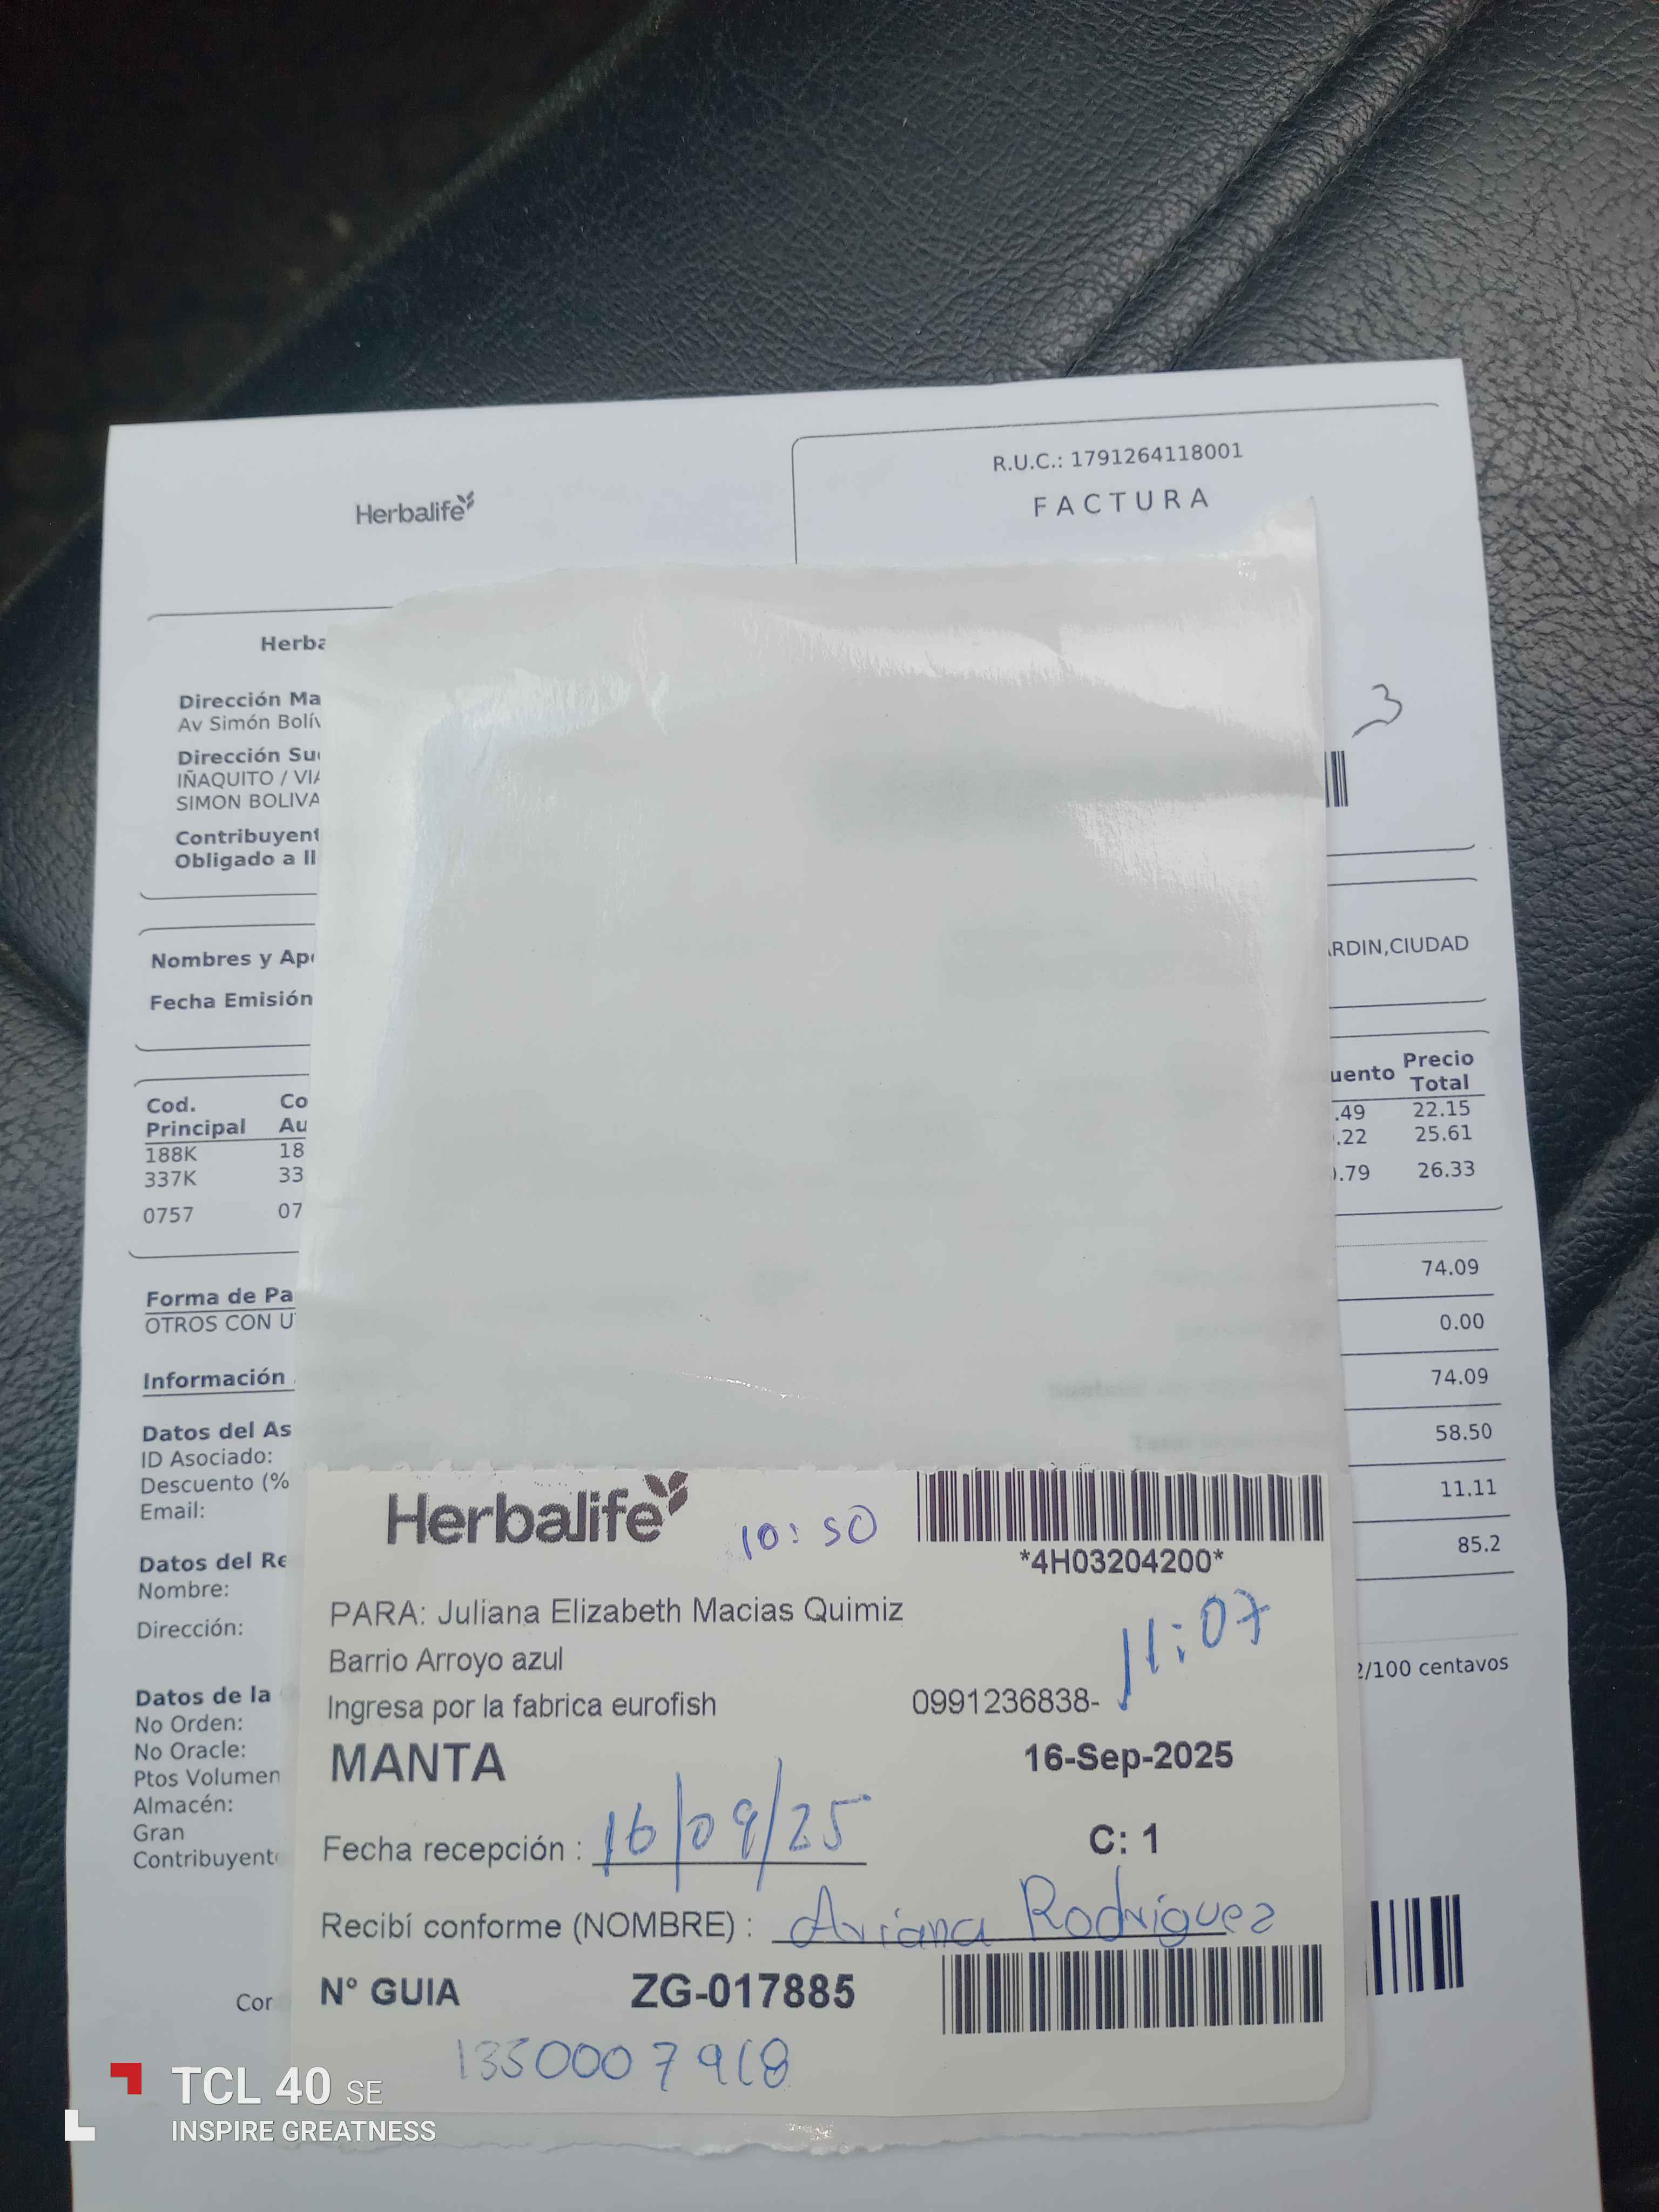 Herbalife
R.U.C.: 1791264118001
FACTURA
Herba
Dirección Ma
Av Simón Bolív
Dirección Su
IÑAQUITO / VIA
SIMON BOLIVA
Contribuyent
Obligado a ll
3
Nombres y Ap
RDIN,CIUDAD
Fecha Emisión
Cod. Principal Co Au uento Precio Total
188K 18 .49 22.15
337K 33 .22 25.61
0757 07 .79 26.33
Forma de Pa
OTROS CON U
74.09
0.00
Información
74.09
Datos del As
58.50
ID Asociado:
Descuento (%
11.11
Email:
85.2
Datos del Re
Nombre:
Dirección:
2/100 centavos
Datos de la
No Orden:
No Oracle:
Ptos Volumen
Almacén:
Gran
Contribuyent
Cor
Herbalife 10:50
*4H03204200*
PARA: Juliana Elizabeth Macias Quimiz
11:07
Barrio Arroyo azul
Ingresa por la fabrica eurofish 0991236838-
MANTA 16-Sep-2025
Fecha recepción : 16/09/25 C: 1
Recibí conforme (NOMBRE) : Ariana Rodríguez
N° GUIA ZG-017885
1350007918
TCL 40 SE
INSPIRE GREATNESS